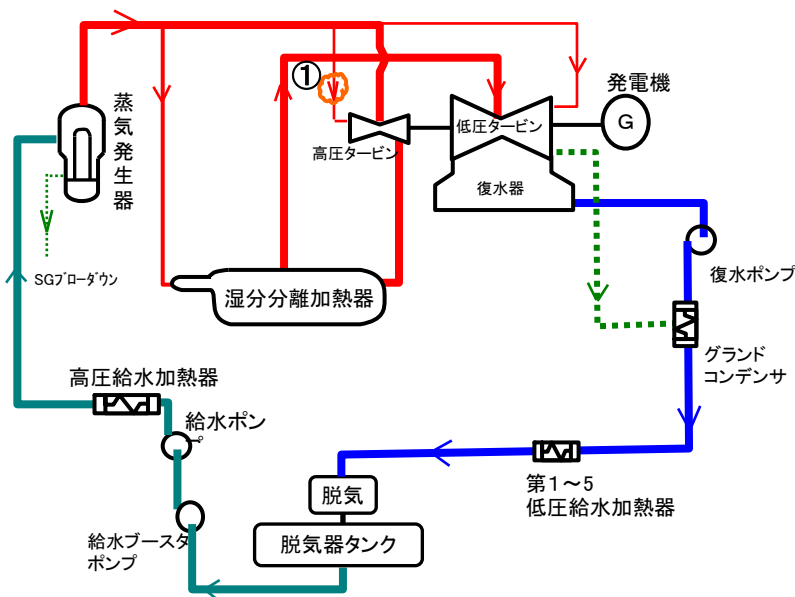 ①
発電機
G
蒸気発生器
低圧タービン
高圧タービン
復水器
SGブローダウン
湿分分離加熱器
復水ポンプ
グランド
コンデンサ
高圧給水加熱器
給水ポン
プ
第1~5
低圧給水加熱器
脱気
脱気器タンク
給水ブースタ
ポンプ